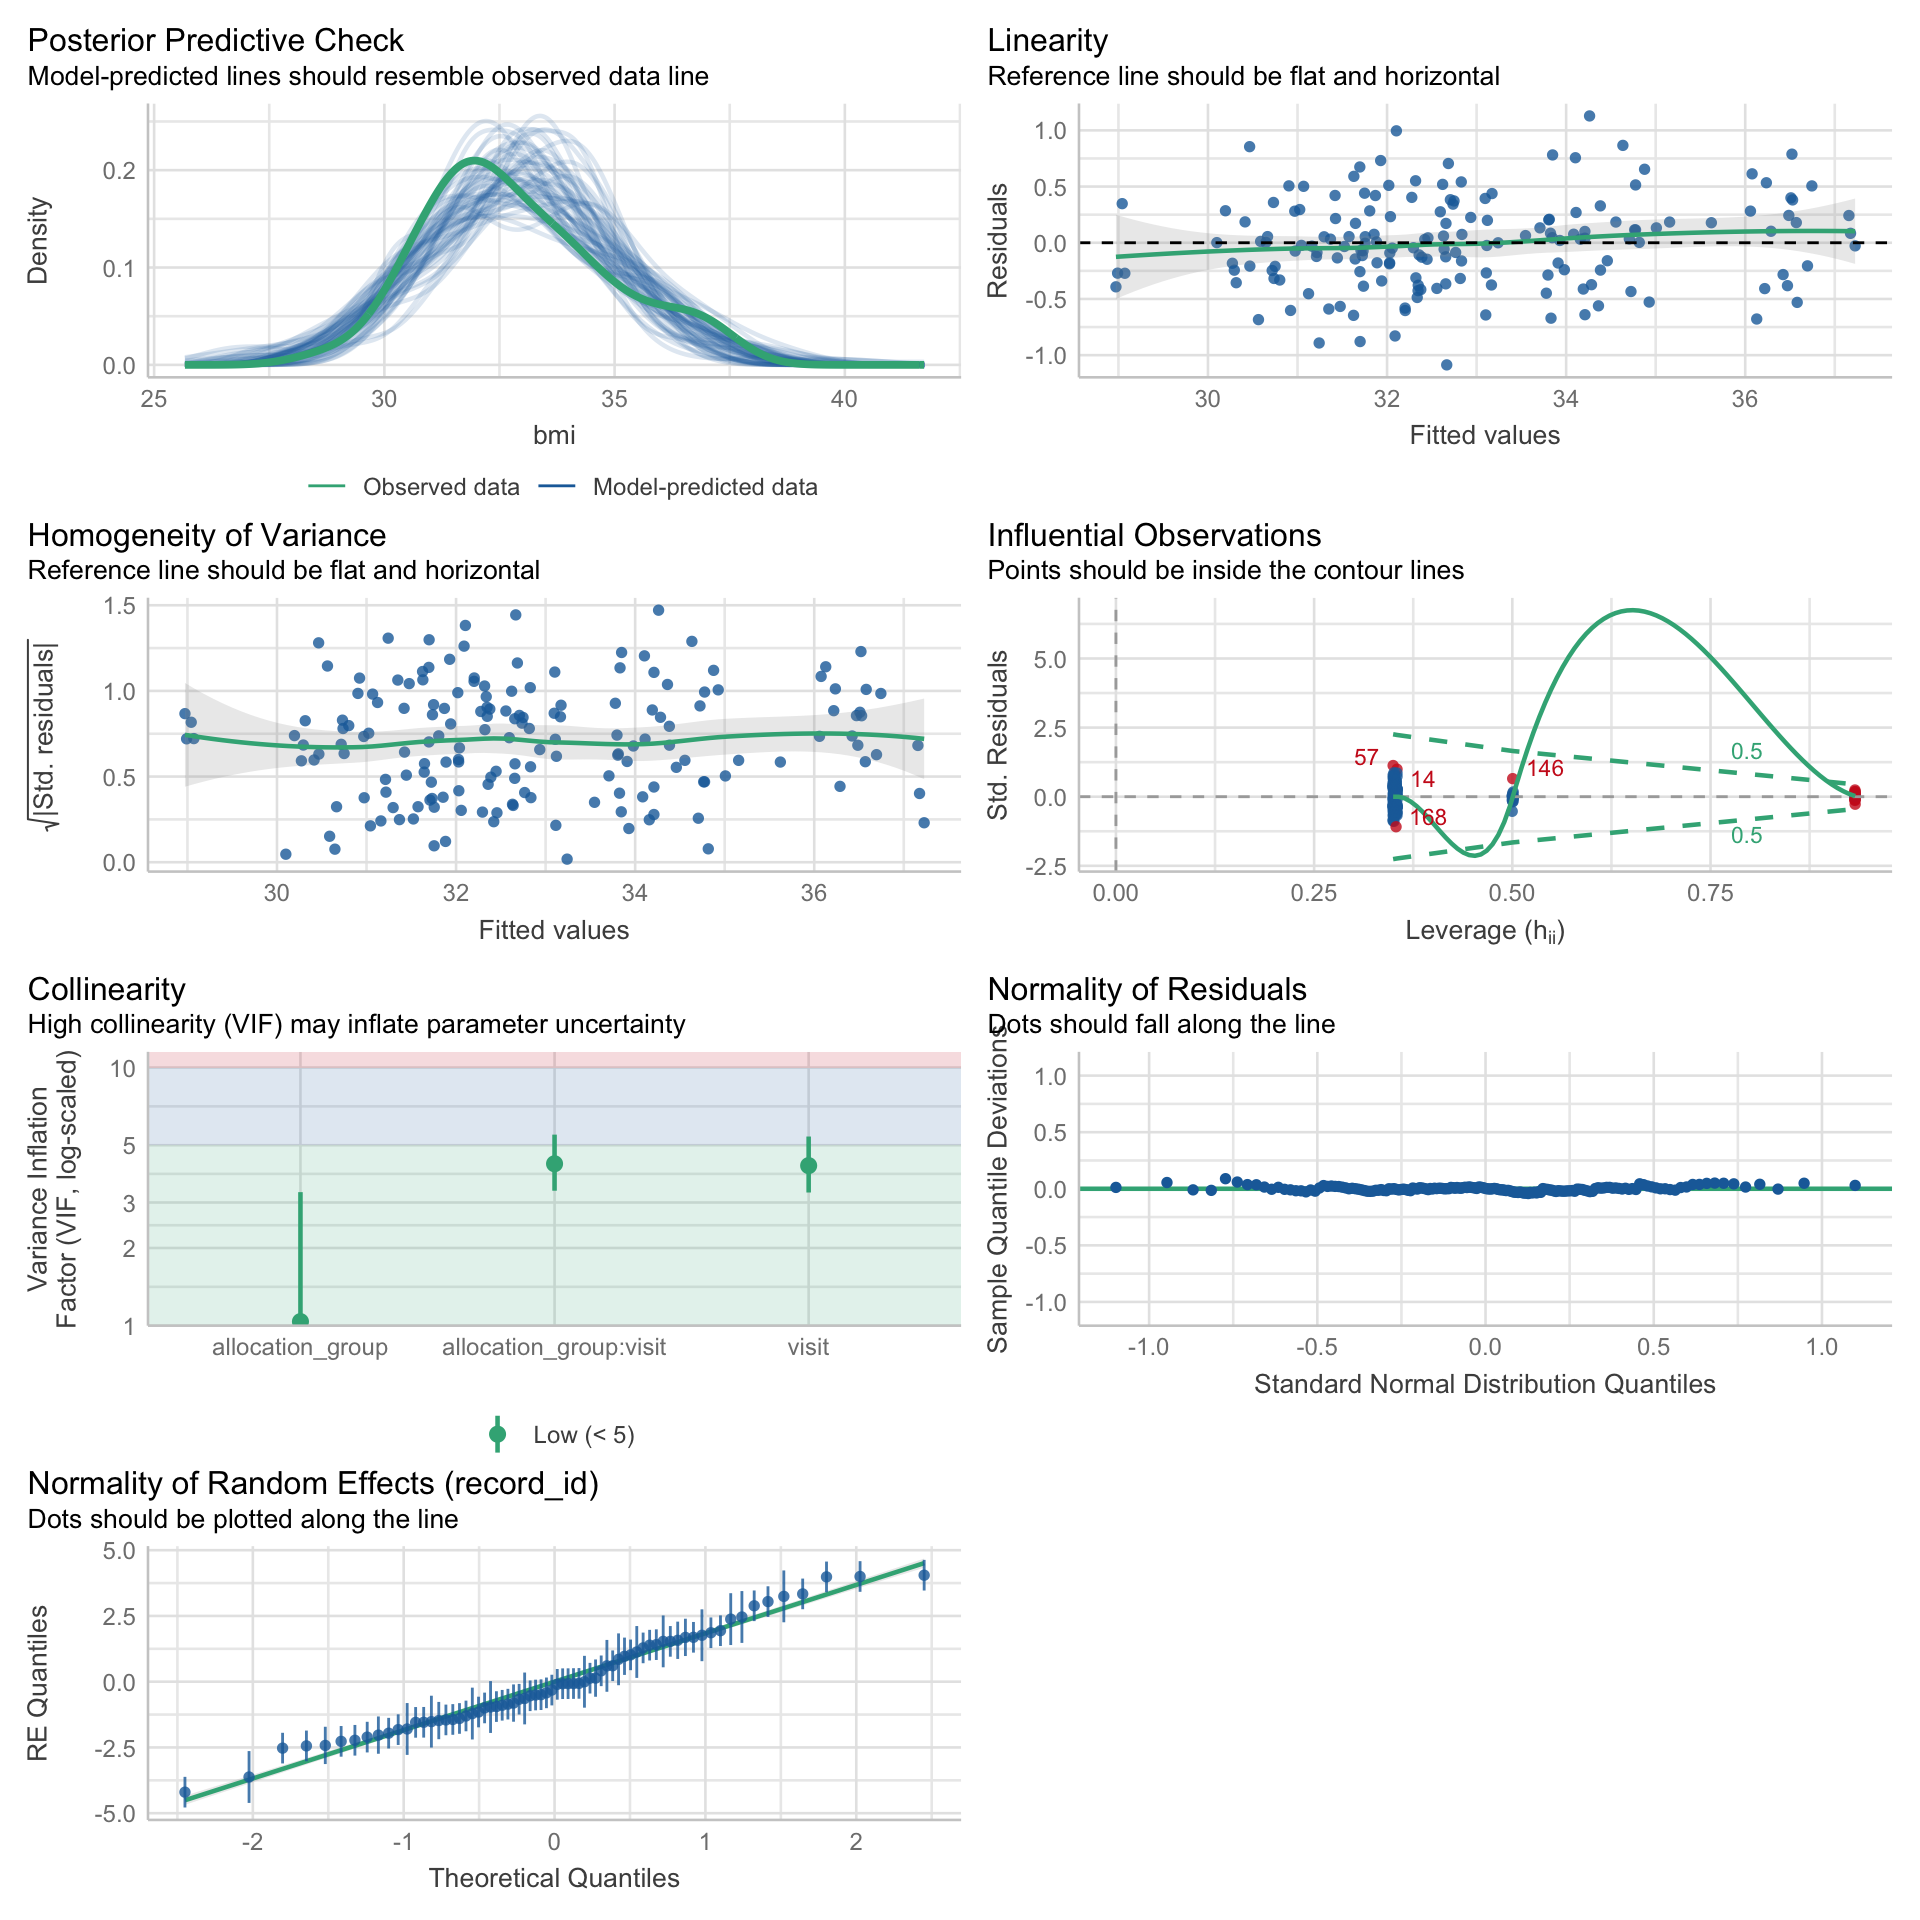 Posterior Predictive Check
Model-predicted lines should resemble observed data line
Density
0.2
0.1
0.0
25 30 35 40
bmi
Observed data Model-predicted data
Linearity
Reference line should be flat and horizontal
Residuals
1.0
0.5
0.0
-0.5
-1.0
30 32 34 36
Fitted values
Homogeneity of Variance
Reference line should be flat and horizontal
√|Std. residuals|
1.5
1.0
0.5
0.0
30 32 34 36
Fitted values
Influential Observations
Points should be inside the contour lines
Std. Residuals
5.0
2.5
0.0
-2.5
57
14
168
146
0.5
0.5
0.00 0.25 0.50 0.75
Leverage (hii)
Collinearity
High collinearity (VIF) may inflate parameter uncertainty
Variance Inflation
Factor (VIF, log-scaled)
10
5
3
2
1
allocation_group allocation_group:visit visit
Low (< 5)
Normality of Residuals
Dots should fall along the line
Sample Quantile Deviations
1.0
0.5
0.0
-0.5
-1.0
-1.0 -0.5 0.0 0.5 1.0
Standard Normal Distribution Quantiles
Normality of Random Effects (record_id)
Dots should be plotted along the line
RE Quantiles
5.0
2.5
0.0
-2.5
-5.0
-2 -1 0 1 2
Theoretical Quantiles